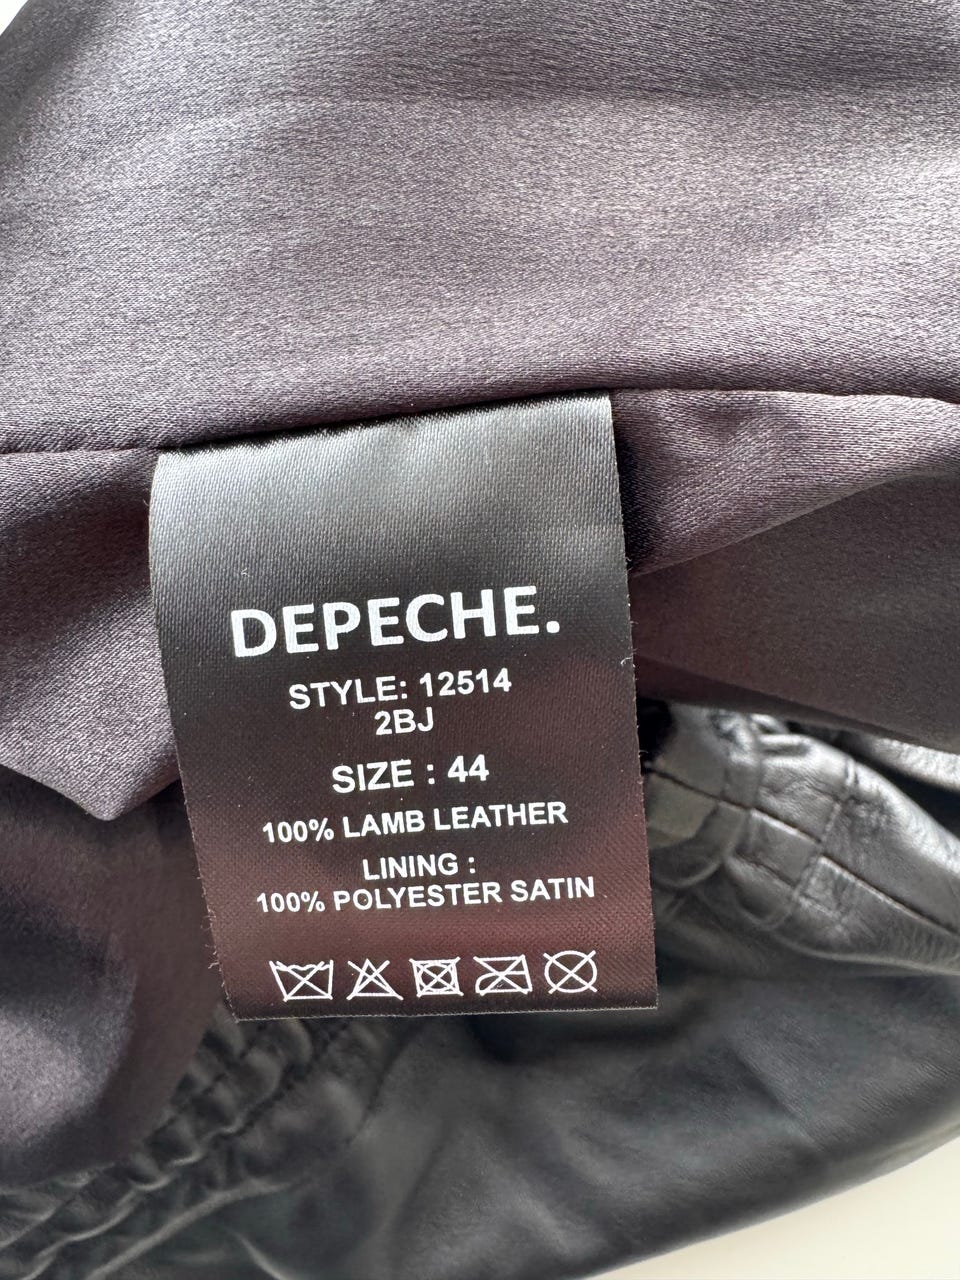 DEPECHE.
STYLE: 12514
2BJ
SIZE : 44
100% LAMB LEATHER
LINING :
100% POLYESTER SATIN